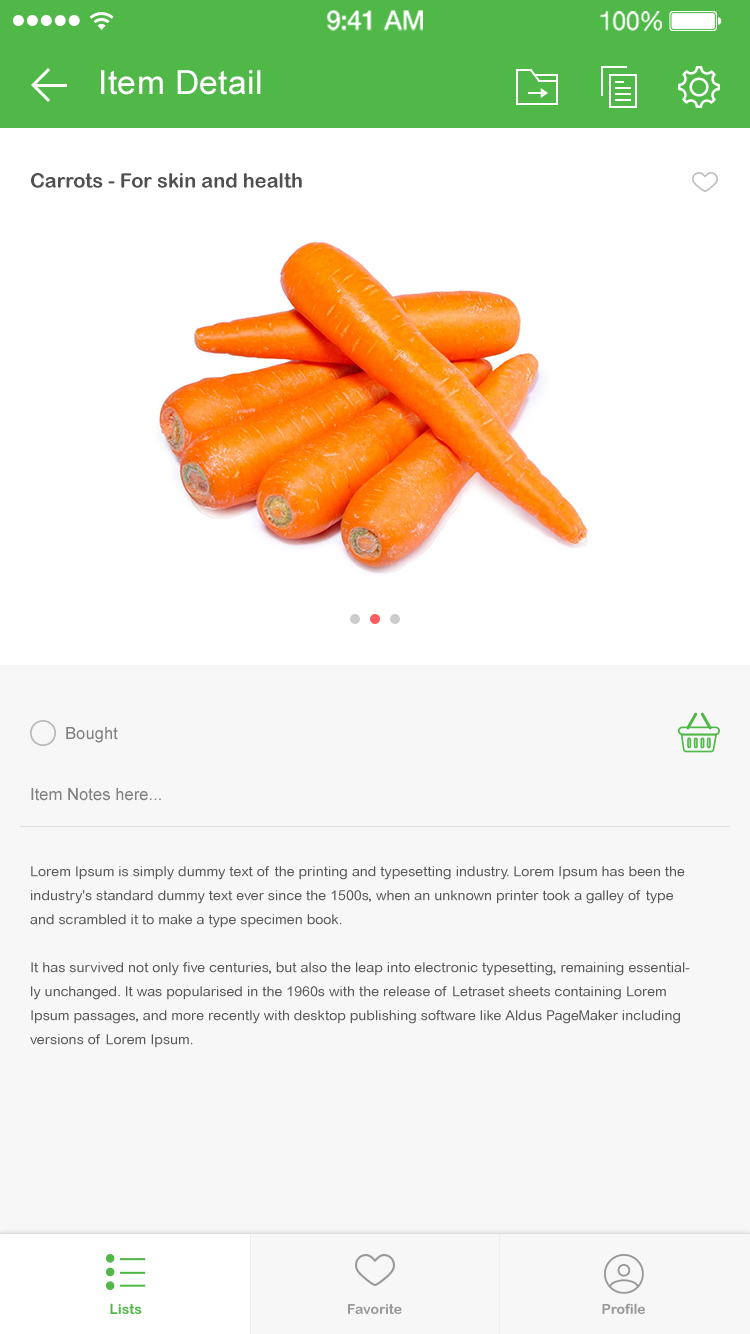 9:41 AM
100%
Item Detail
Carrots - For skin and health
Bought
Item Notes here...
Lorem Ipsum is simply dummy text of the printing and typesetting industry. Lorem Ipsum has been the
industry's standard dummy text ever since the 1500s, when an unknown printer took a galley of type
and scrambled it to make a type specimen book.
It has survived not only five centuries, but also the leap into electronic typesetting, remaining essential-
ly unchanged. It was popularised in the 1960s with the release of Letraset sheets containing Lorem
Ipsum passages, and more recently with desktop publishing software like Aldus PageMaker including
versions of Lorem Ipsum.
Lists
Favorite
Profile